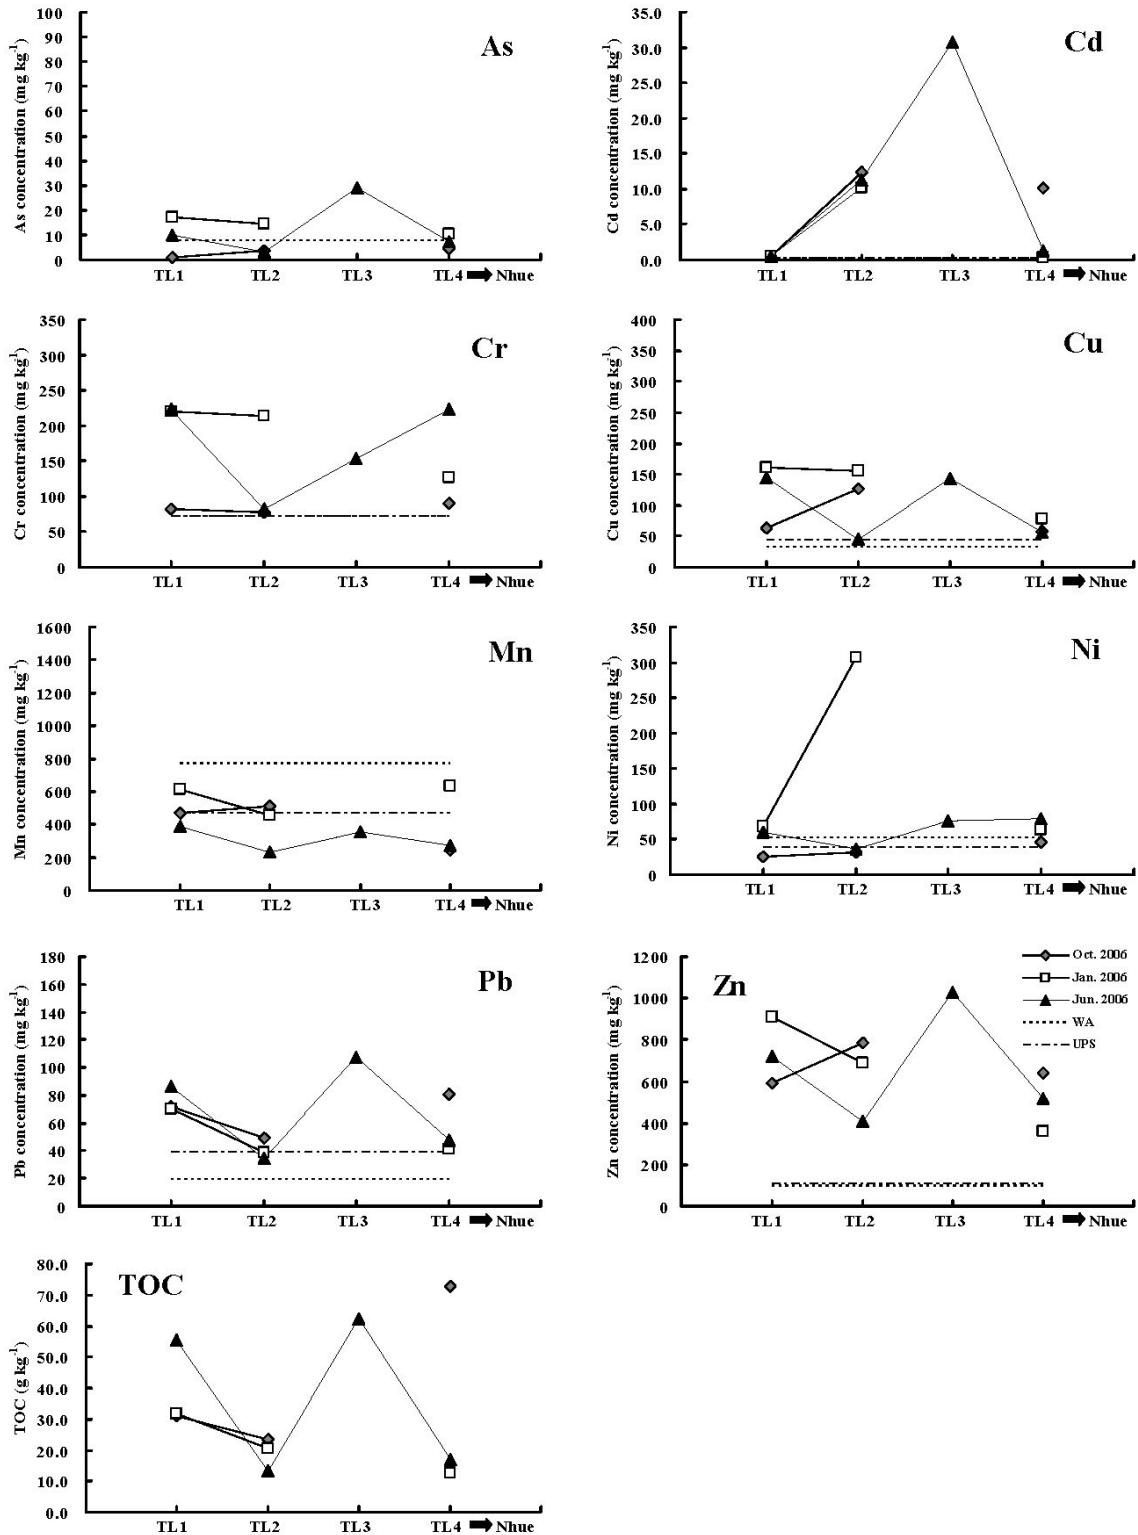 As
As concentration (mg kg-1)
100
90
80
70
60
50
40
30
20
10
0
TL1 TL2 TL3 TL4 Nhue
Cd
Cd concentration (mg kg-1)
35.0
30.0
25.0
20.0
15.0
10.0
5.0
0.0
TL1 TL2 TL3 TL4 Nhue
Cr
Cr concentration (mg kg-1)
350
300
250
200
150
100
50
0
TL1 TL2 TL3 TL4 Nhue
Cu
Cu concentration (mg kg-1)
400
350
300
250
200
150
100
50
0
TL1 TL2 TL3 TL4 Nhue
Mn
Mn concentration (mg kg-1)
1600
1400
1200
1000
800
600
400
200
0
TL1 TL2 TL3 TL4 Nhue
Ni
Ni concentration (mg kg-1)
350
300
250
200
150
100
50
0
TL1 TL2 TL3 TL4 Nhue
Pb
Pb concentration (mg kg-1)
180
160
140
120
100
80
60
40
20
0
TL1 TL2 TL3 TL4 Nhue
Zn
Zn concentration (mg kg-1)
1200
1000
800
600
400
200
0
TL1 TL2 TL3 TL4 Nhue
Oct. 2006
Jan. 2006
Jun. 2006
WA
UPS
TOC
TOC (g kg-1)
80.0
70.0
60.0
50.0
40.0
30.0
20.0
10.0
0.0
TL1 TL2 TL3 TL4 Nhue